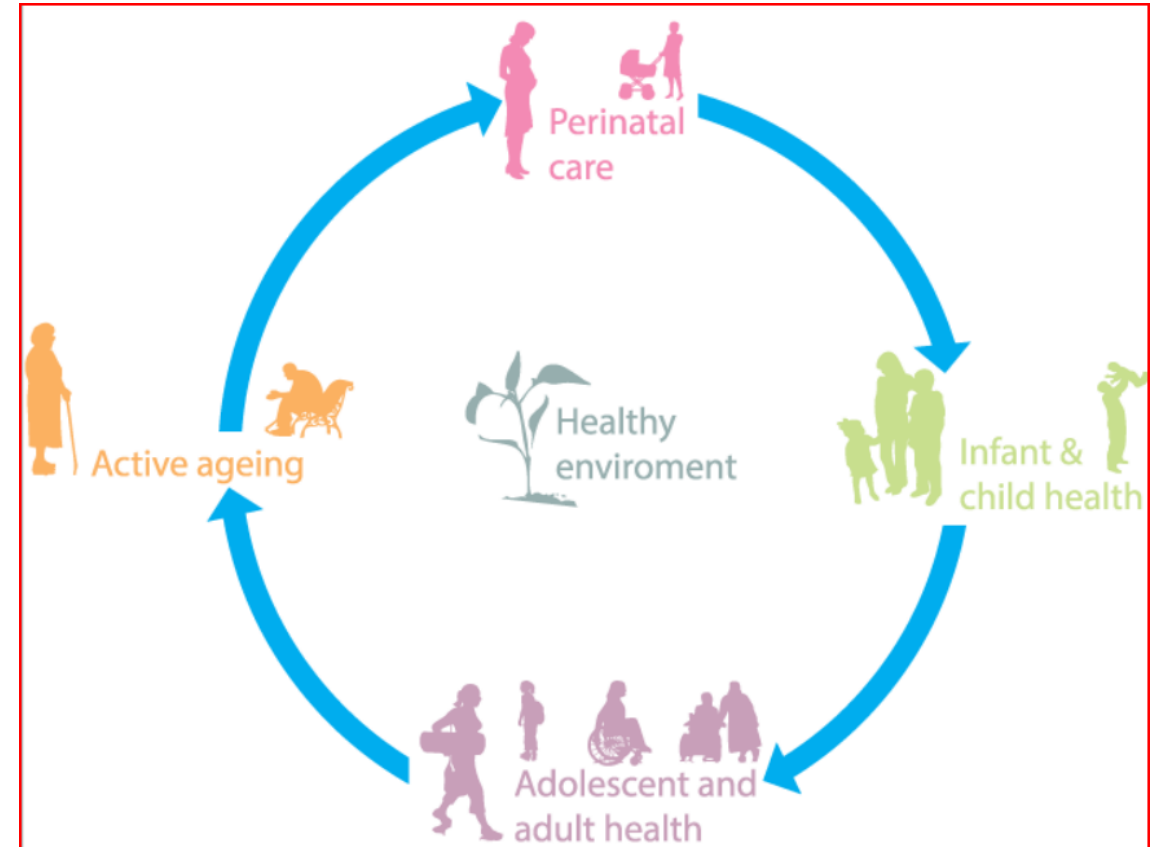 Perinatal
care
Healthy
enviroment
Active ageing
Infant &
child health
Adolescent and
adult health